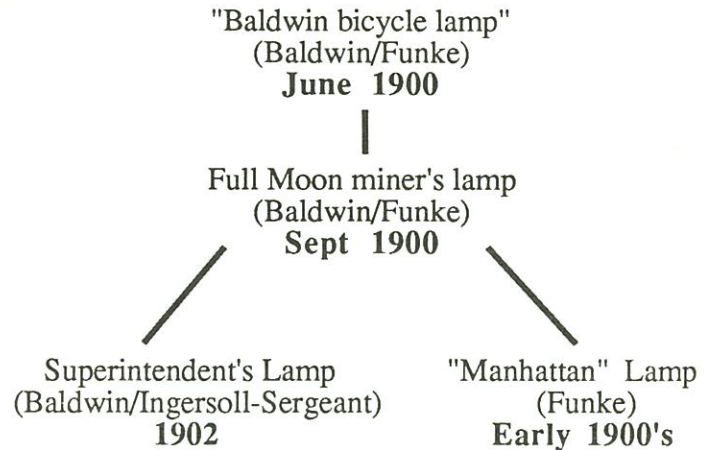 "Baldwin bicycle lamp"
(Baldwin/Funke)
June 1900
Full Moon miner's lamp
(Baldwin/Funke)
Sept 1900
Superintendent's Lamp
(Baldwin/Ingersoll-Sergeant)
1902
"Manhattan" Lamp
(Funke)
Early 1900's